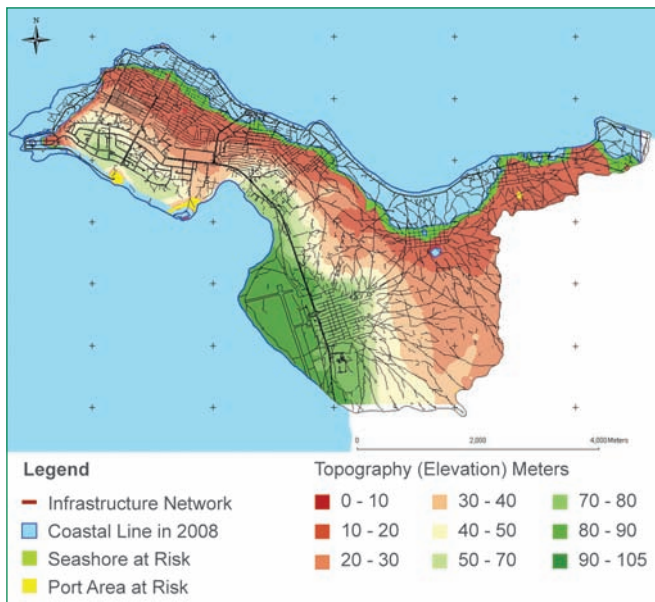 N
0 2,000 4,000 Meters
Legend
Infrastructure Network
Coastal Line in 2008
Seashore at Risk
Port Area at Risk
Topography (Elevation) Meters
0 - 10 30 - 40 70 - 80
10 - 20 40 - 50 80 - 90
20 - 30 50 - 70 90 - 105